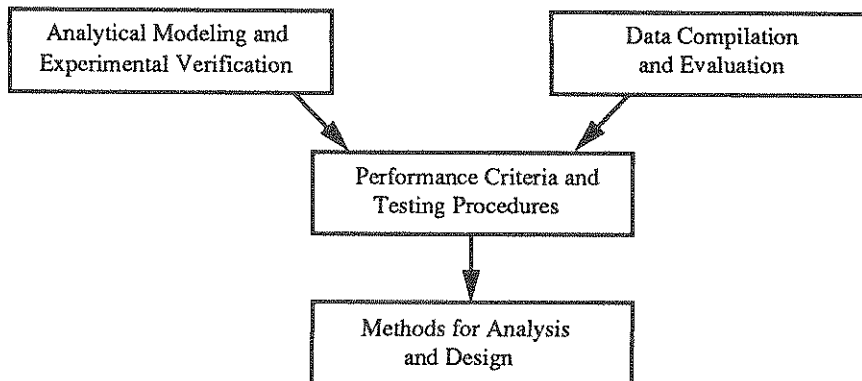 Analytical Modeling and
Experimental Verification
Data Compilation
and Evaluation
Performance Criteria and
Testing Procedures
Methods for Analysis
and Design